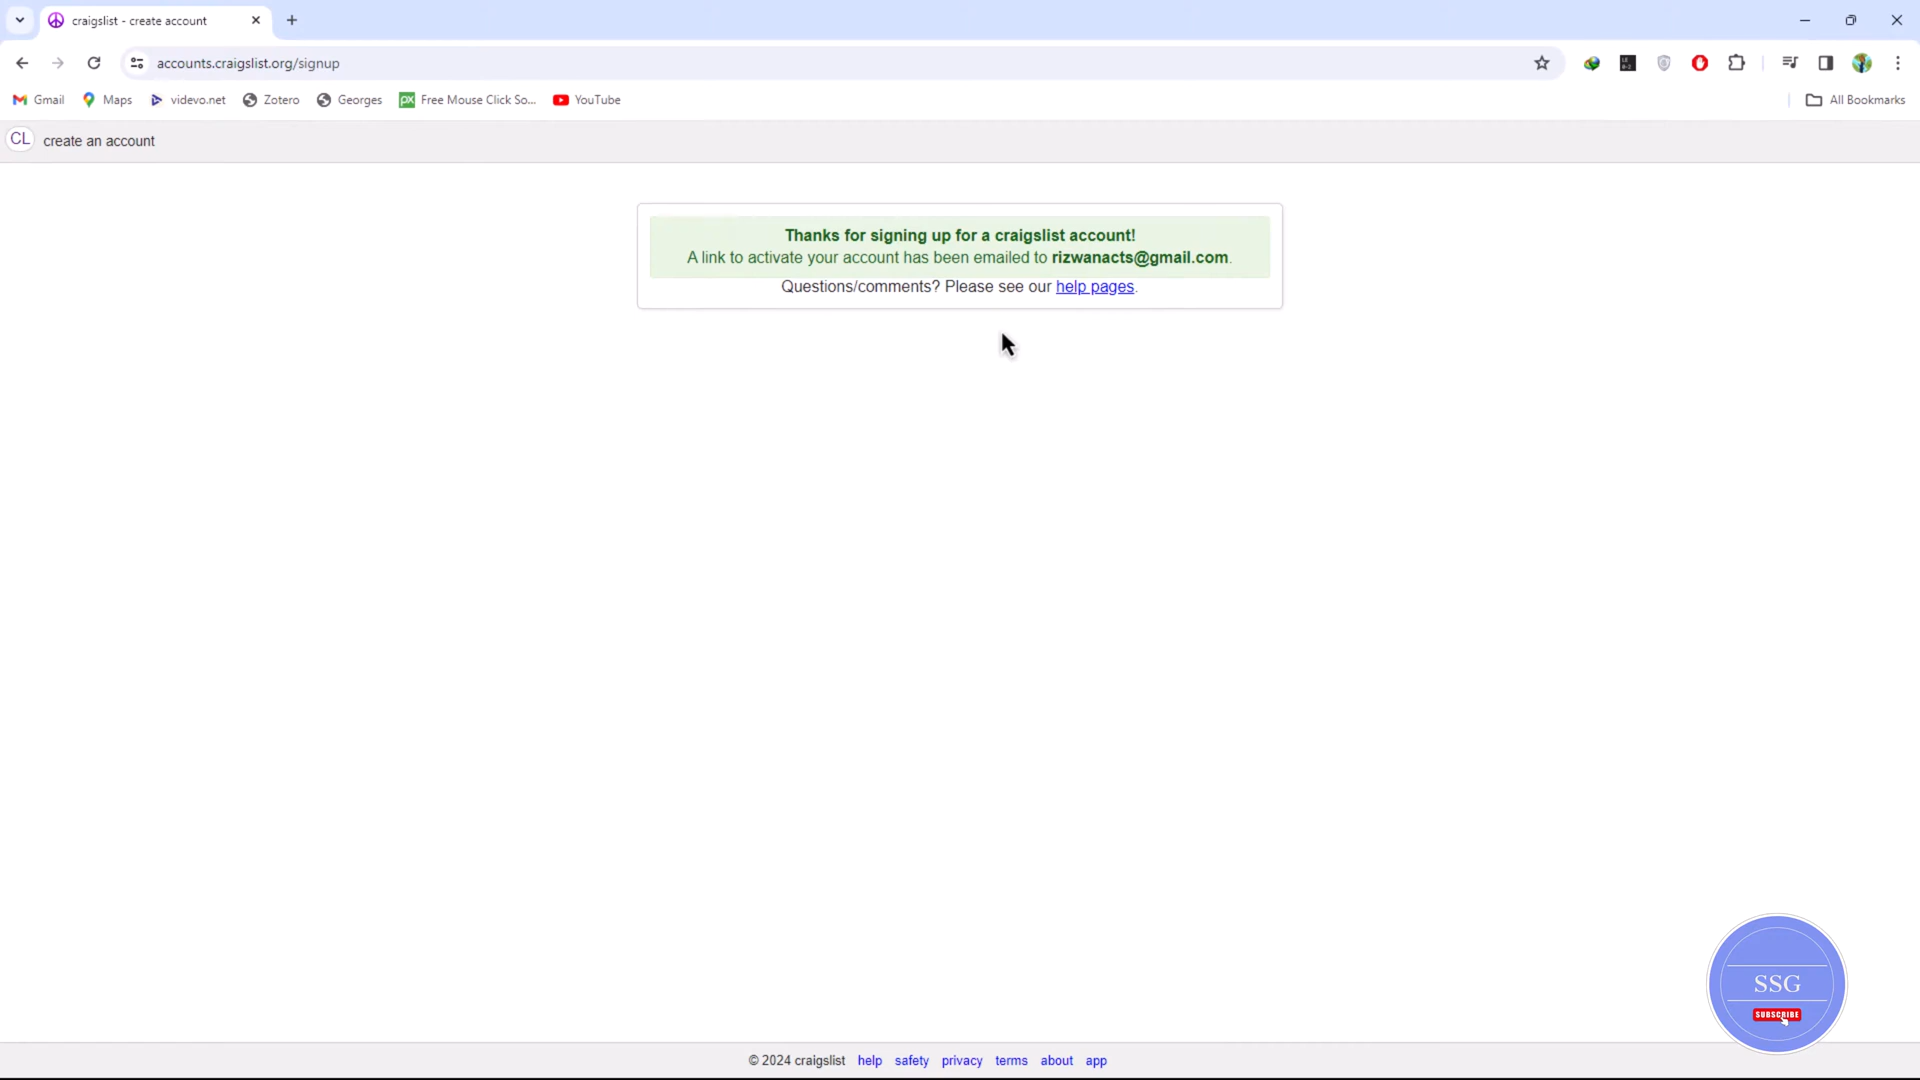 craigslist - create account
accounts.craigslist.org/signup
Gmail Maps videvo.net Zotero Georges Free Mouse Click So... YouTube All Bookmarks
CL create an account
Thanks for signing up for a craigslist account!
A link to activate your account has been emailed to rizwanacts@gmail.com.
Questions/comments? Please see our help pages.
SSG
SUBSCRIBE
© 2024 craigslist help safety privacy terms about app